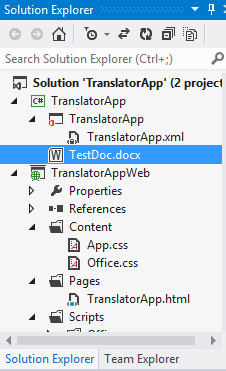 Solution Explorer
Search Solution Explorer (Ctrl+;)
Solution 'TranslatorApp' (2 project
TranslatorApp
TranslatorApp
TranslatorApp.xml
TestDoc.docx
TranslatorAppWeb
Properties
References
Content
App.css
Office.css
Pages
TranslatorApp.html
Scripts
Solution Explorer
Team Explorer